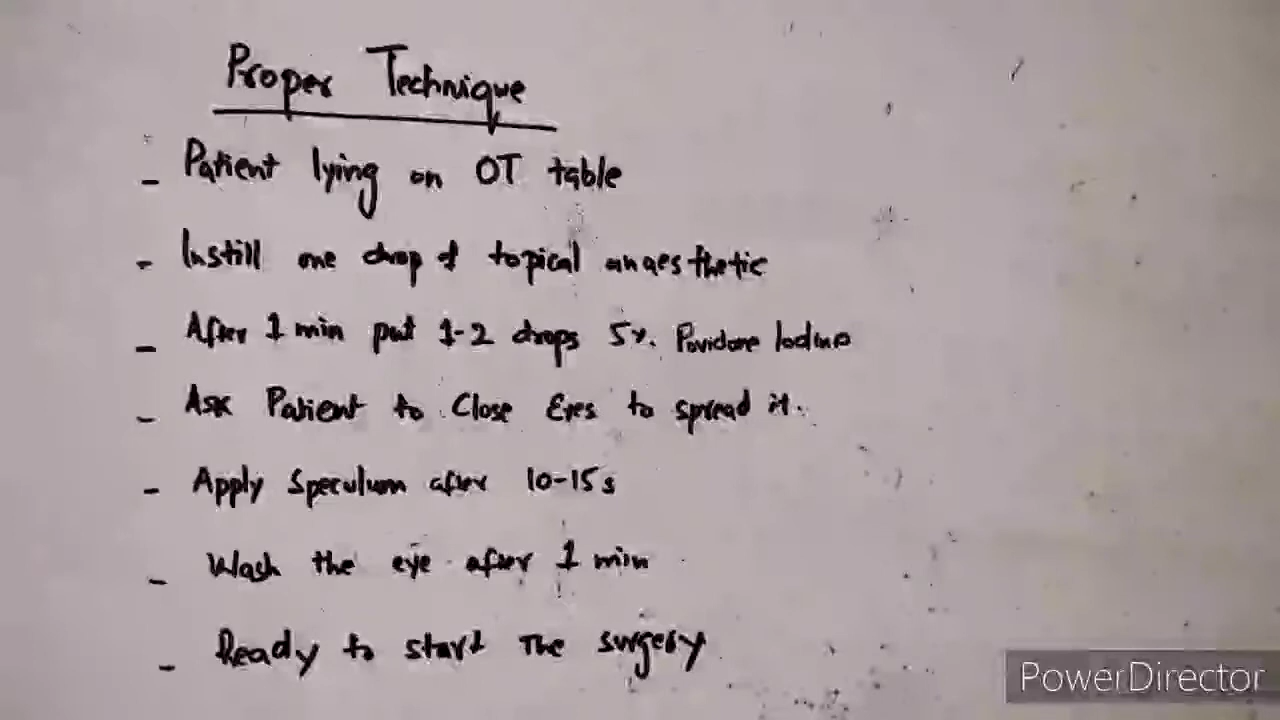 Proper Technique
- Patient lying on OT table
- Instill one drop of topical anaesthetic
- After 1 min put 1-2 drops 5%. Povidone Iodine
- Ask Patient to Close Eyes to spread it.
- Apply Speculum after 10-15s
- Wash the eye after 1 min
- Ready to start The surgery
PowerDirector